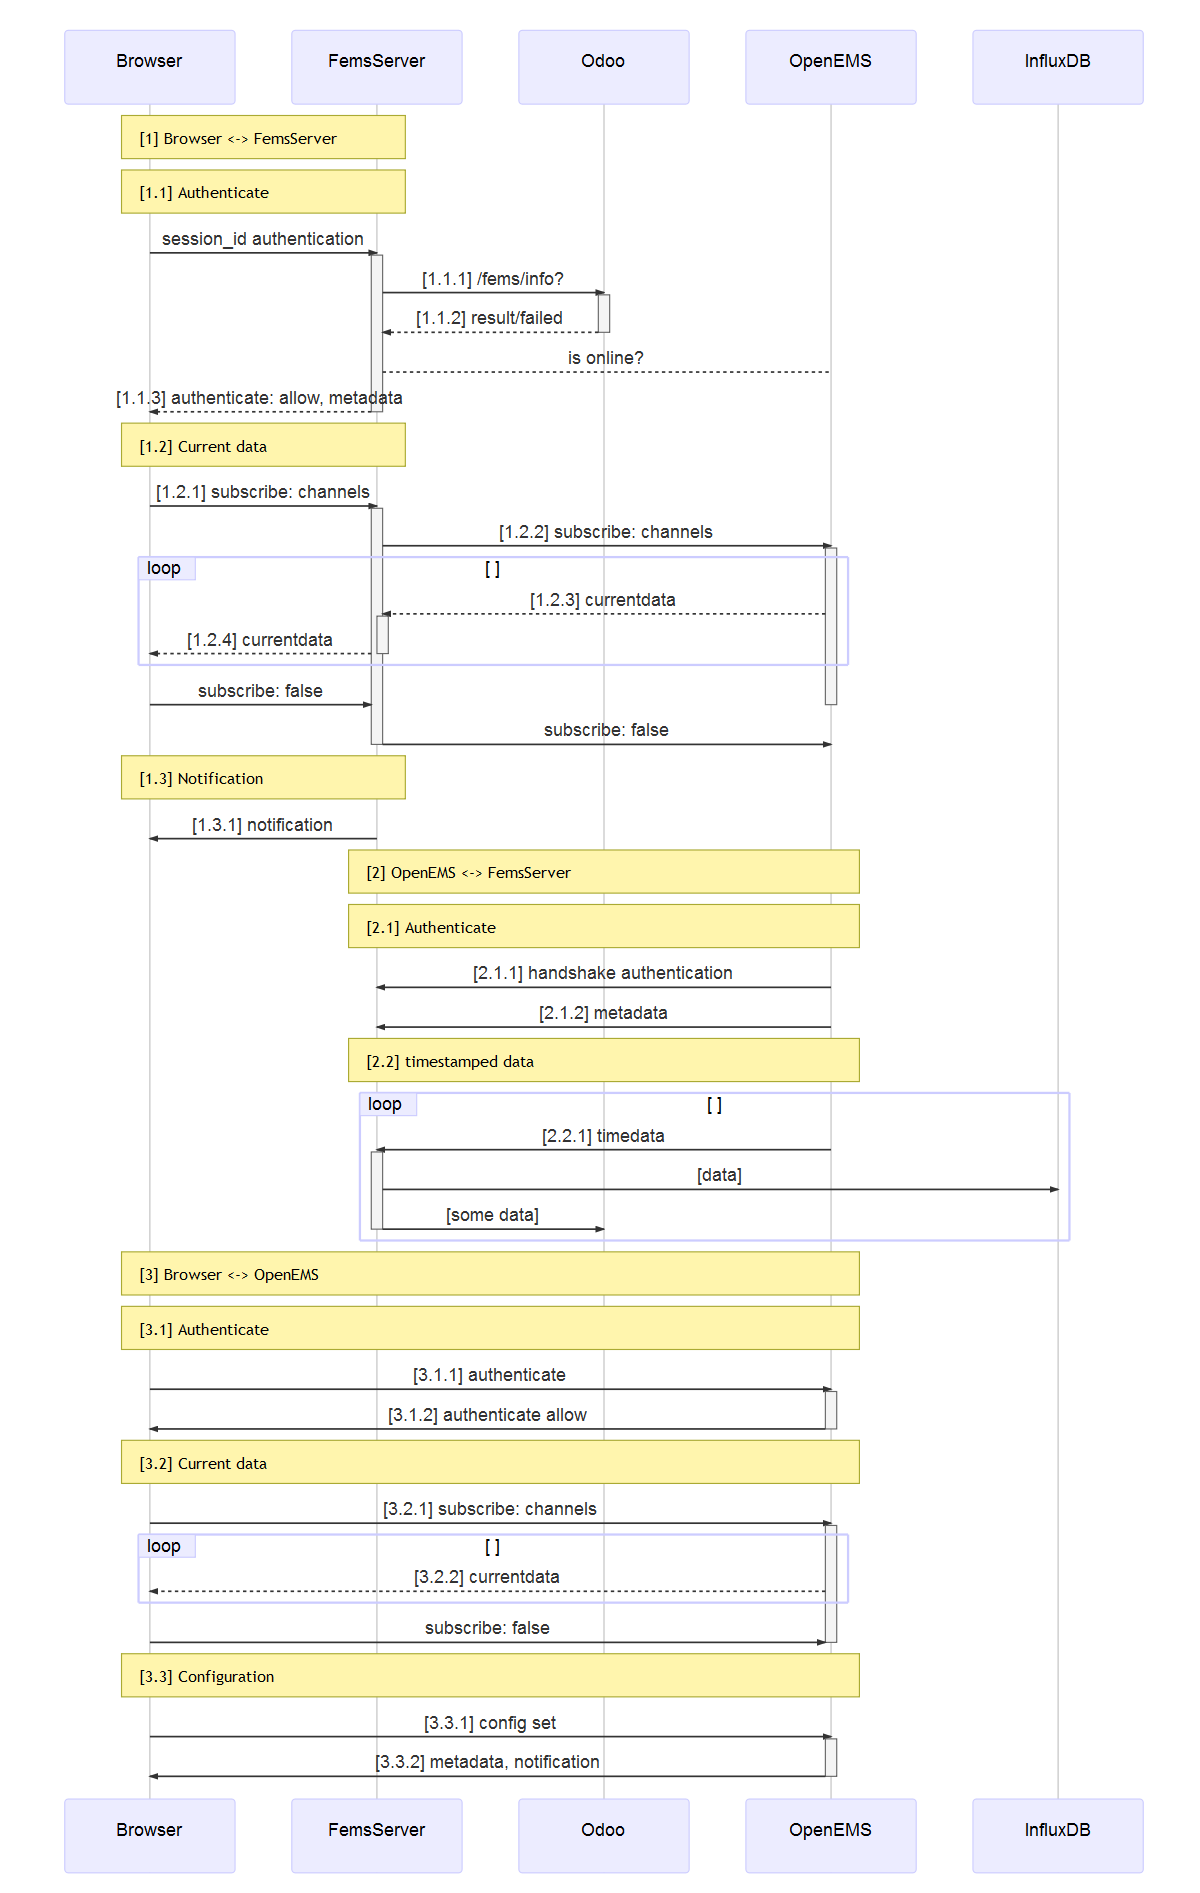 Browser
FemsServer
Odoo
OpenEMS
InfluxDB
[1] Browser <-> FemsServer
[1.1] Authenticate
session_id authentication
[1.1.1] /fems/info?
[1.1.2] result/failed
is online?
[1.1.3] authenticate: allow, metadata
[1.2] Current data
[1.2.1] subscribe: channels
[1.2.2] subscribe: channels
loop
[ ]
[1.2.3] currentdata
[1.2.4] currentdata
subscribe: false
subscribe: false
[1.3] Notification
[1.3.1] notification
[2] OpenEMS <-> FemsServer
[2.1] Authenticate
[2.1.1] handshake authentication
[2.1.2] metadata
[2.2] timestamped data
loop
[ ]
[2.2.1] timedata
[data]
[some data]
[3] Browser <-> OpenEMS
[3.1] Authenticate
[3.1.1] authenticate
[3.1.2] authenticate allow
[3.2] Current data
[3.2.1] subscribe: channels
loop
[ ]
[3.2.2] currentdata
subscribe: false
[3.3] Configuration
[3.3.1] config set
[3.3.2] metadata, notification
Browser
FemsServer
Odoo
OpenEMS
InfluxDB